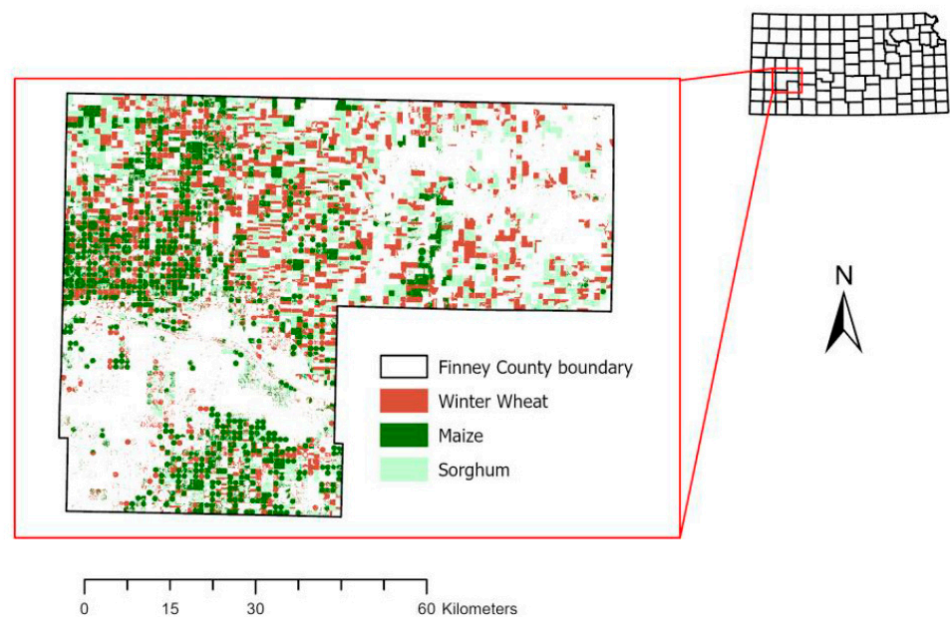 N
Finney County boundary
Winter Wheat
Maize
Sorghum
0 15 30 60 Kilometers